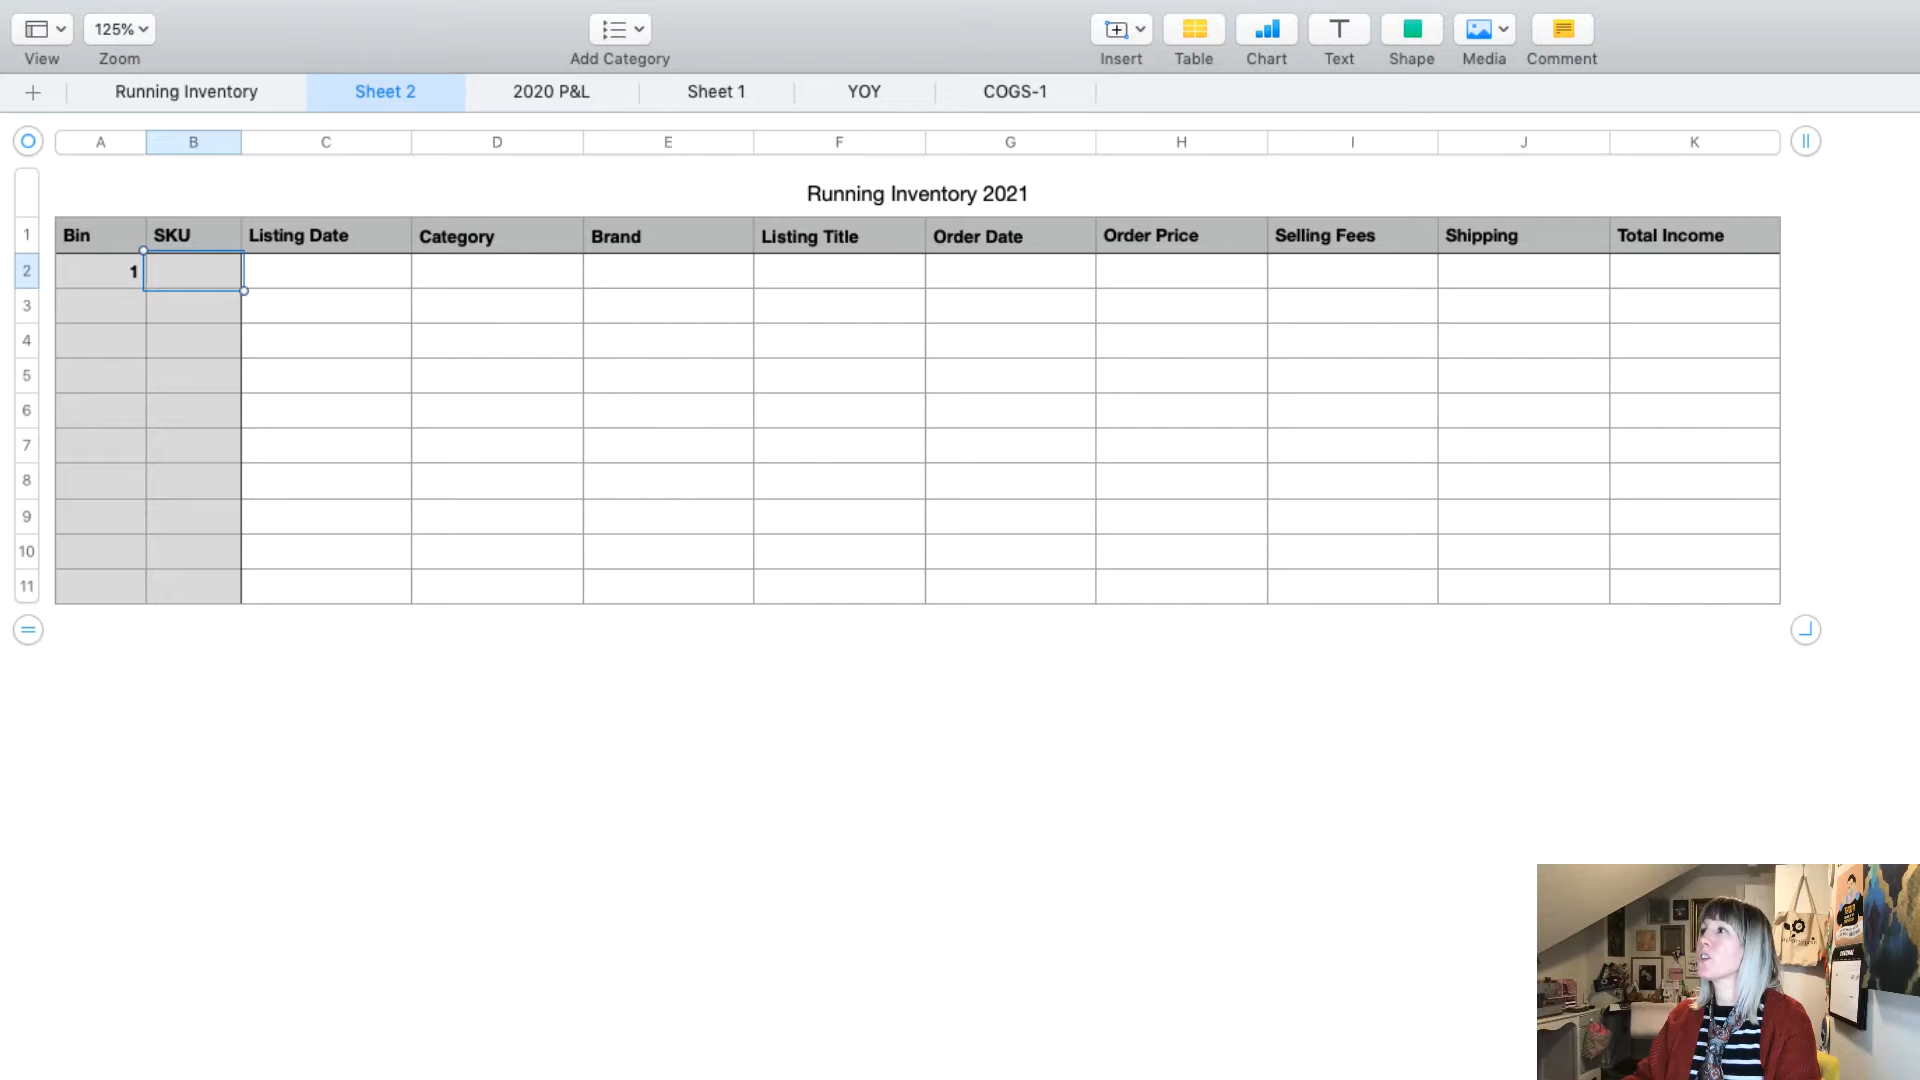 125%
View
Zoom
Add Category
Insert
Table
Chart
Text
Shape
Media
Comment
Running Inventory
Sheet 2
2020 P&L
Sheet 1
YOY
COGS-1
A B C D E F G H I J K
Running Inventory 2021
1 Bin SKU Listing Date Category Brand Listing Title Order Date Order Price Selling Fees Shipping Total Income
2 1
3
4
5
6
7
8
9
10
11